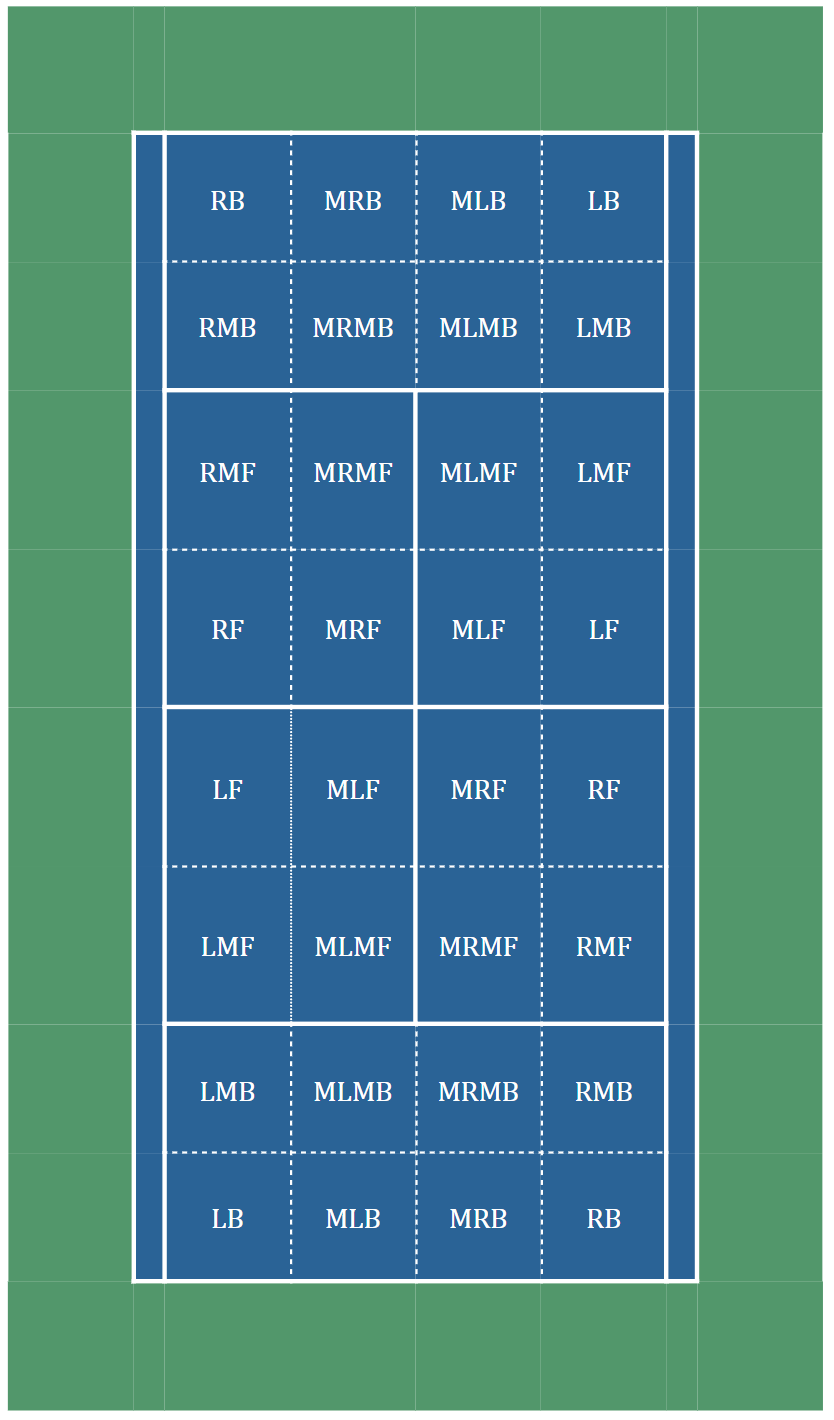 RB MRB MLB LB
RMB MRMB MLMB LMB
RMF MRMF MLMF LMF
RF MRF MLF LF
LF MLF MRF RF
LMF MLMF MRMF RMF
LMB MLMB MRMB RMB
LB MLB MRB RB